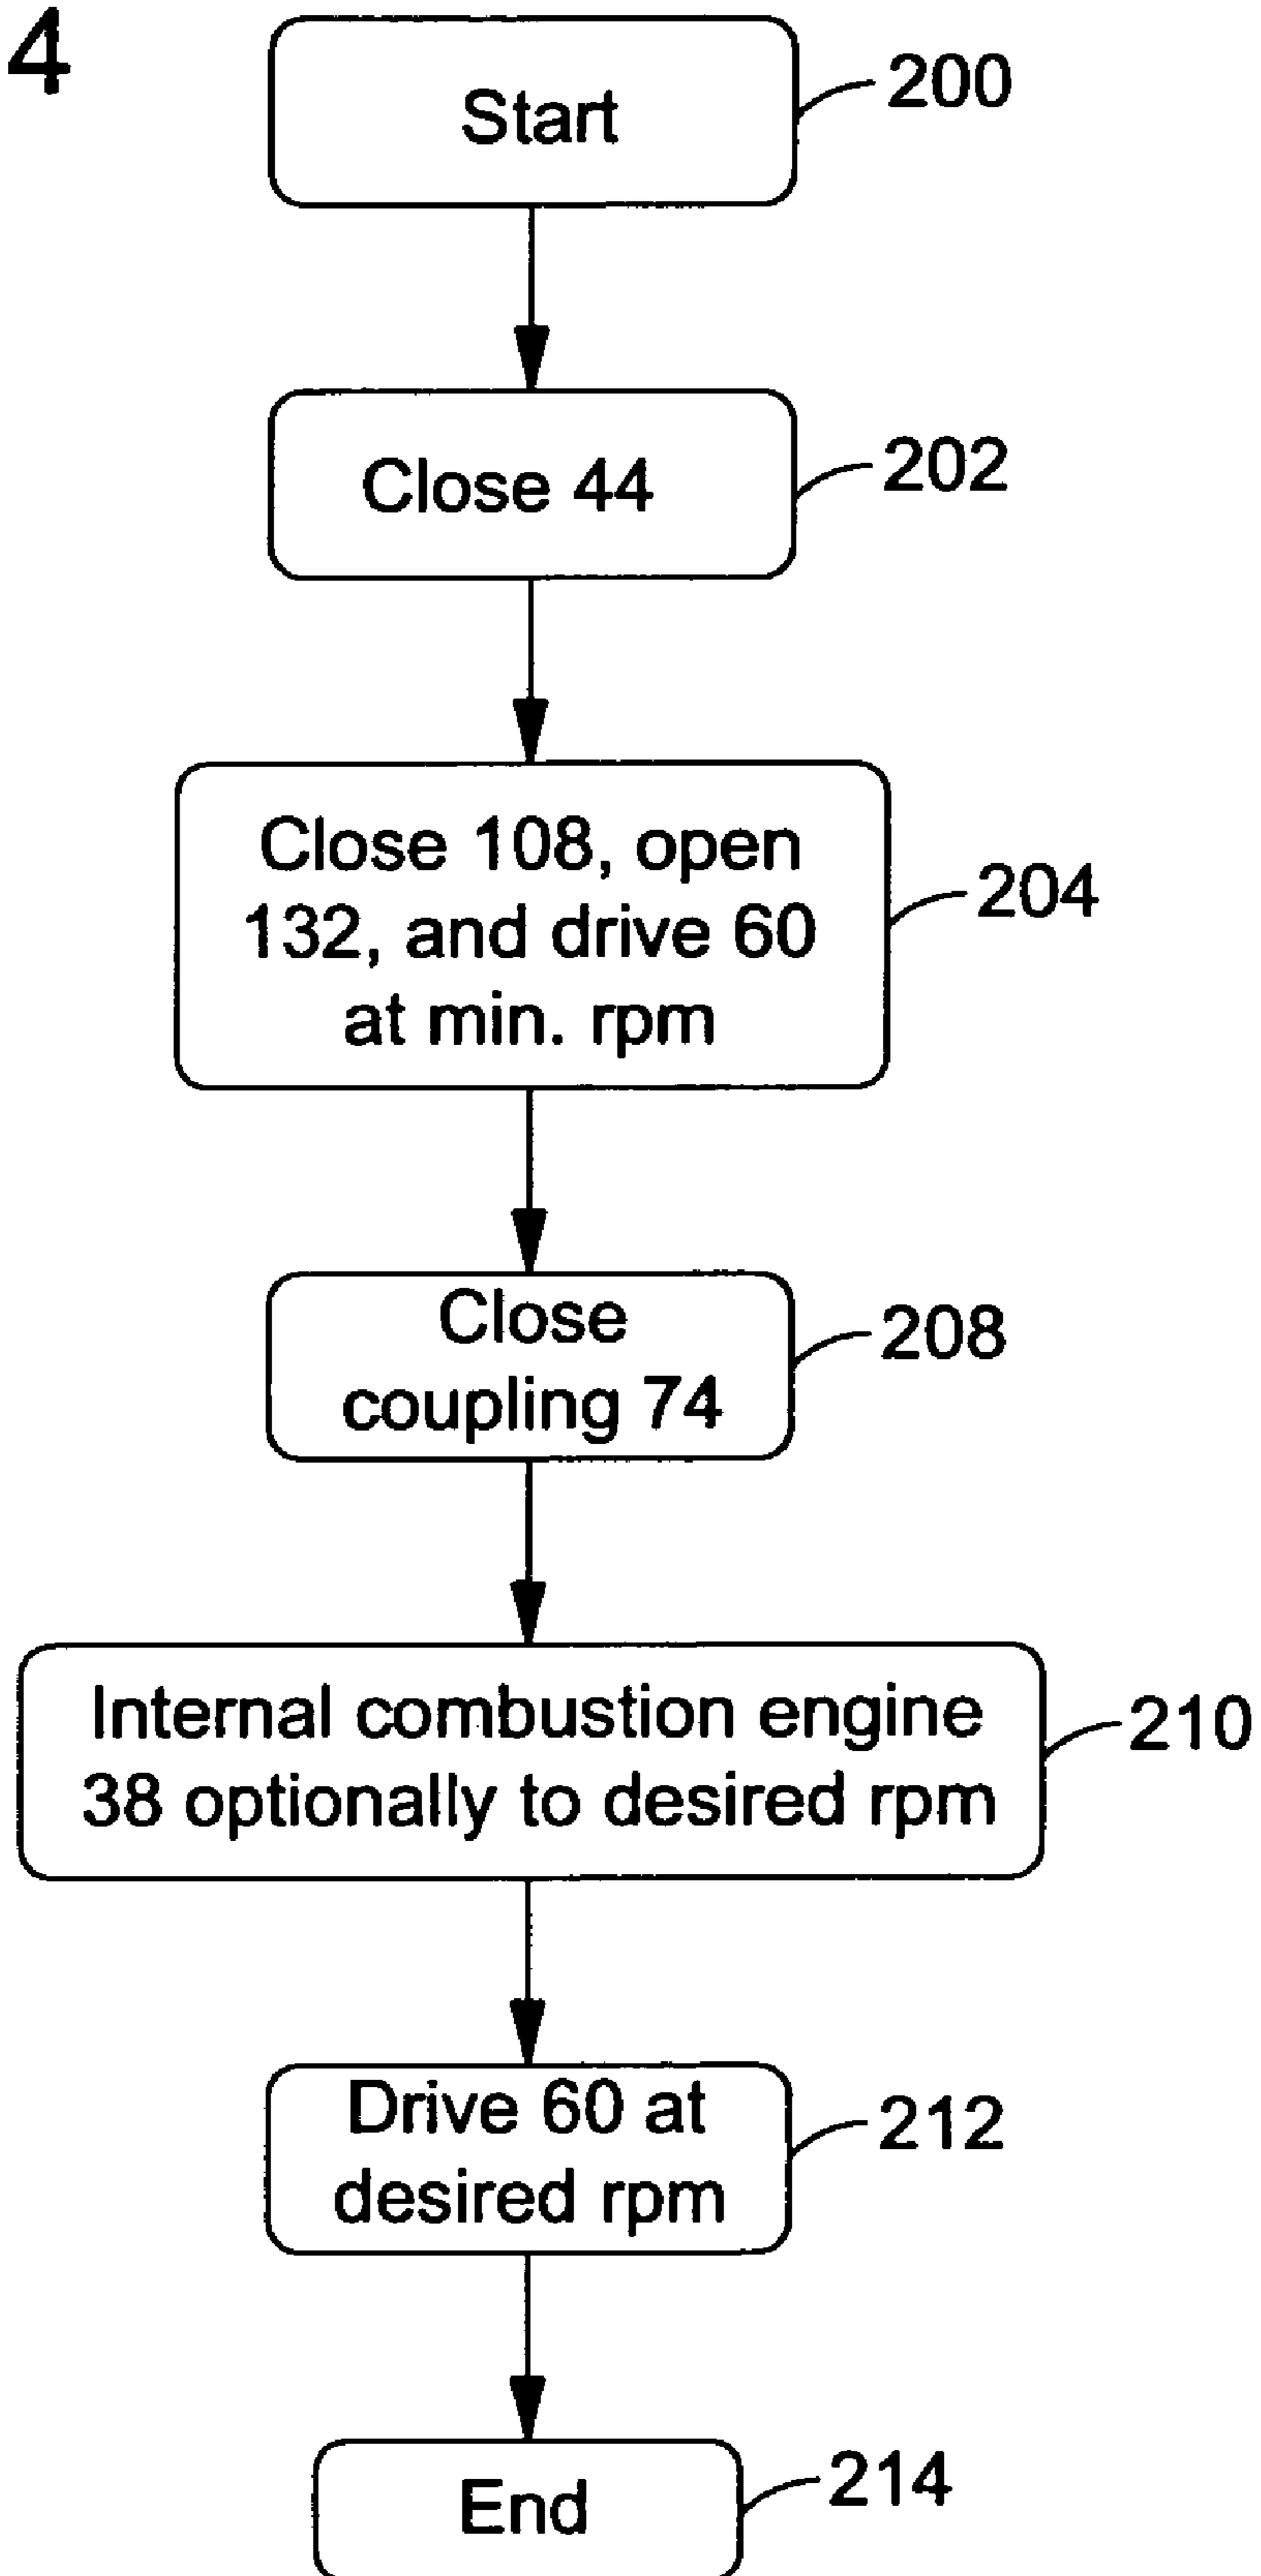 4
Start
200
Close 44
202
Close 108, open
132, and drive 60
at min. rpm
204
Close
coupling 74
208
Internal combustion engine
38 optionally to desired rpm
210
Drive 60 at
desired rpm
212
End
214